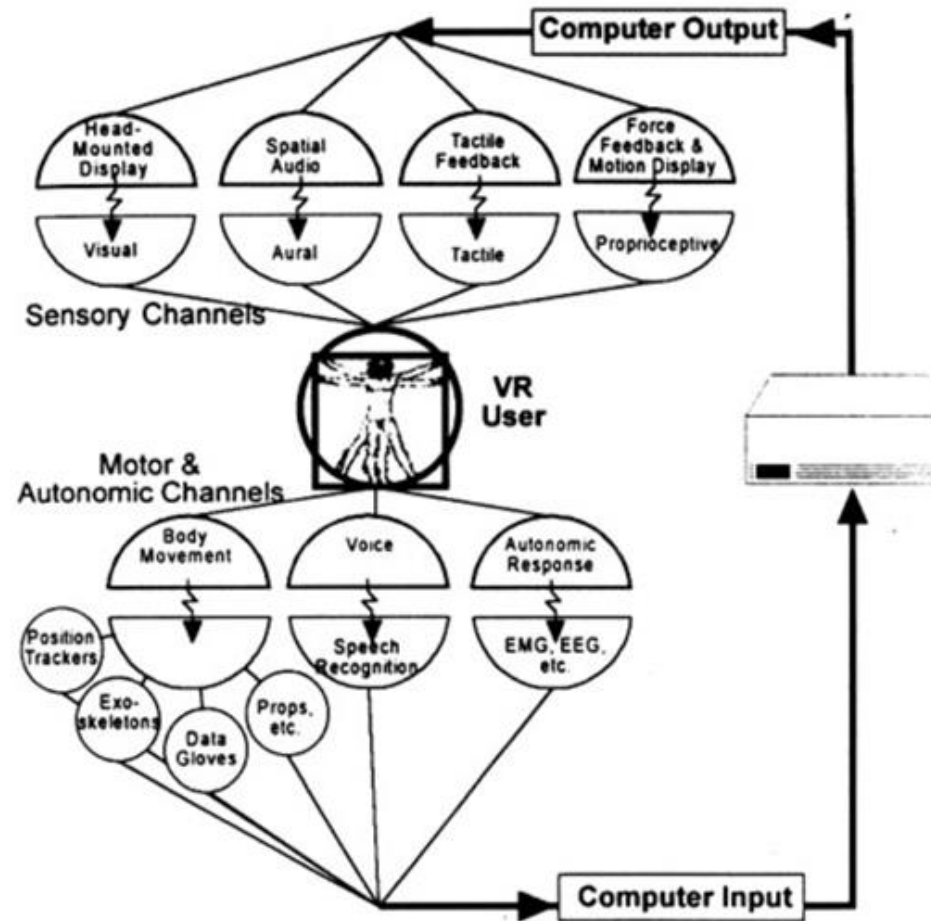 Computer Output
Head-
Mounted
Display
Spatial
Audio
Tactile
Feedback
Force
Feedback &
Motion Display
Visual
Aural
Tactile
Proprioceptive
Sensory Channels
VR
User
Motor &
Autonomic Channels
Body
Movement
Voice
Autonomic
Response
Position
Trackers
Exo-
skeletons
Data
Gloves
Props,
etc.
Speech
Recognition
EMG, EEG,
etc.
Computer Input